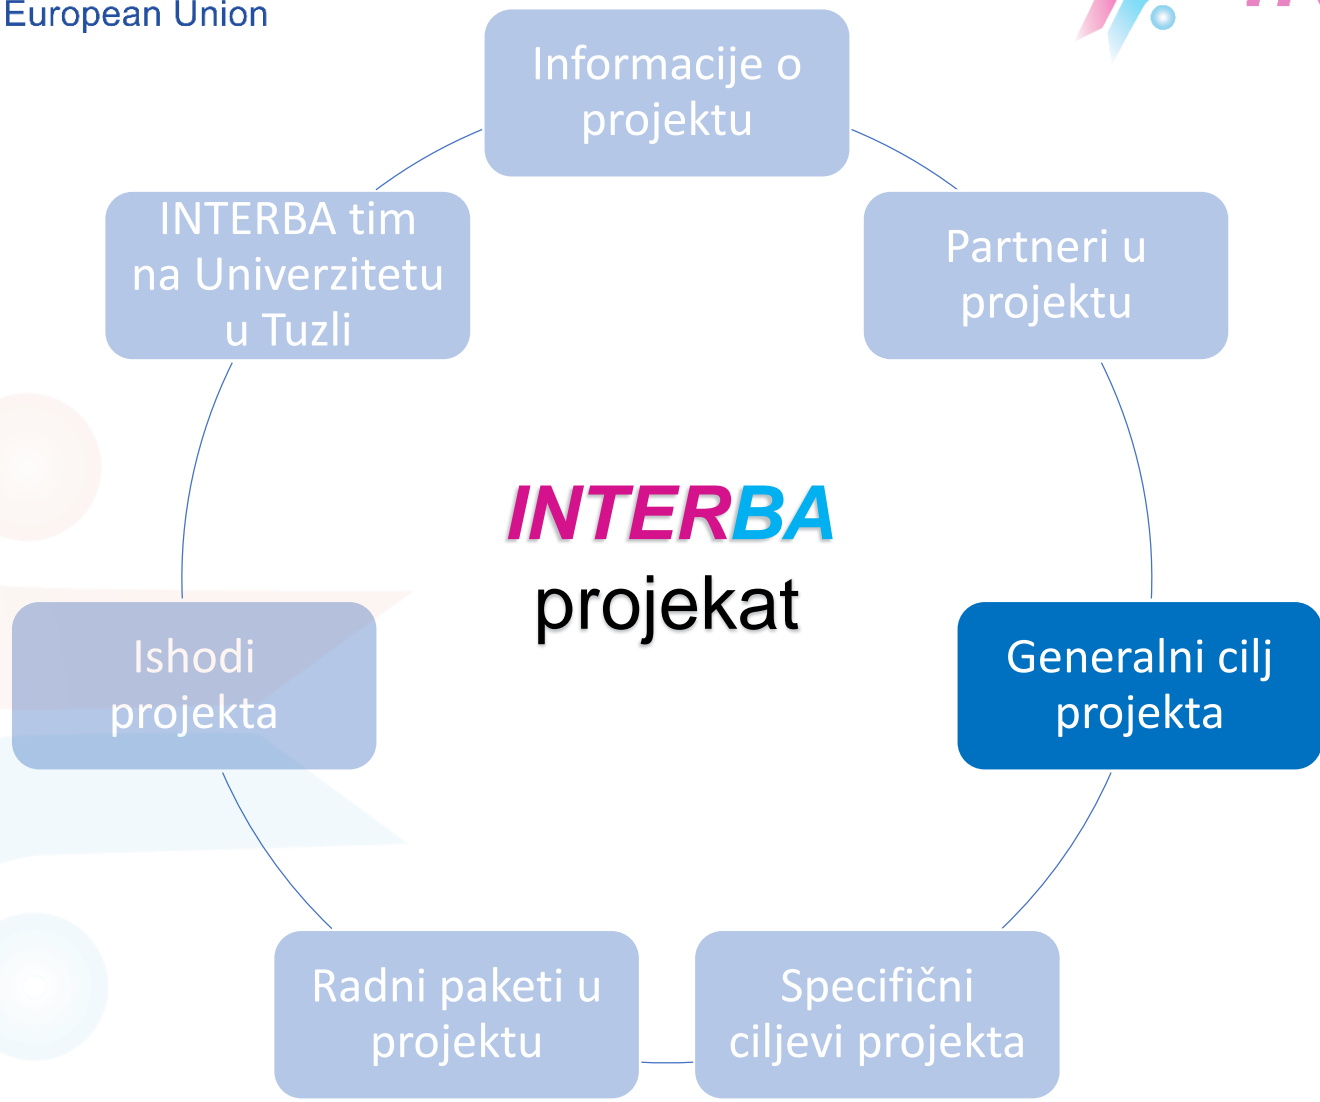 European Union
Informacije o
projektu
INTERBA tim
na Univerzitetu
u Tuzli
Partneri u
projektu
INTERBA
projekat
Ishodi
projekta
Generalni cilj
projekta
Radni paketi u
projektu
Specifični
ciljevi projekta